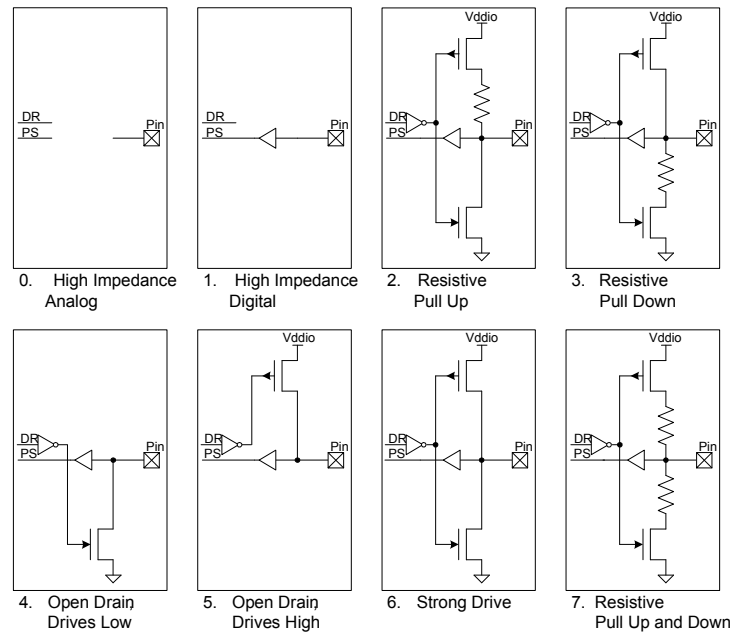 Vddio
Vddio
DR
PS
Pin
DR
PS
Pin
DR
PS
Pin
DR
PS
Pin
0. High Impedance
Analog
1. High Impedance
Digital
2. Resistive
Pull Up
3. Resistive
Pull Down
Vddio
Vddio
Vddio
DR
PS
Pin
DR
PS
Pin
DR
PS
Pin
DR
PS
Pin
4. Open Drain,
Drives Low
5. Open Drain,
Drives High
6. Strong Drive
7. Resistive
Pull Up and Down